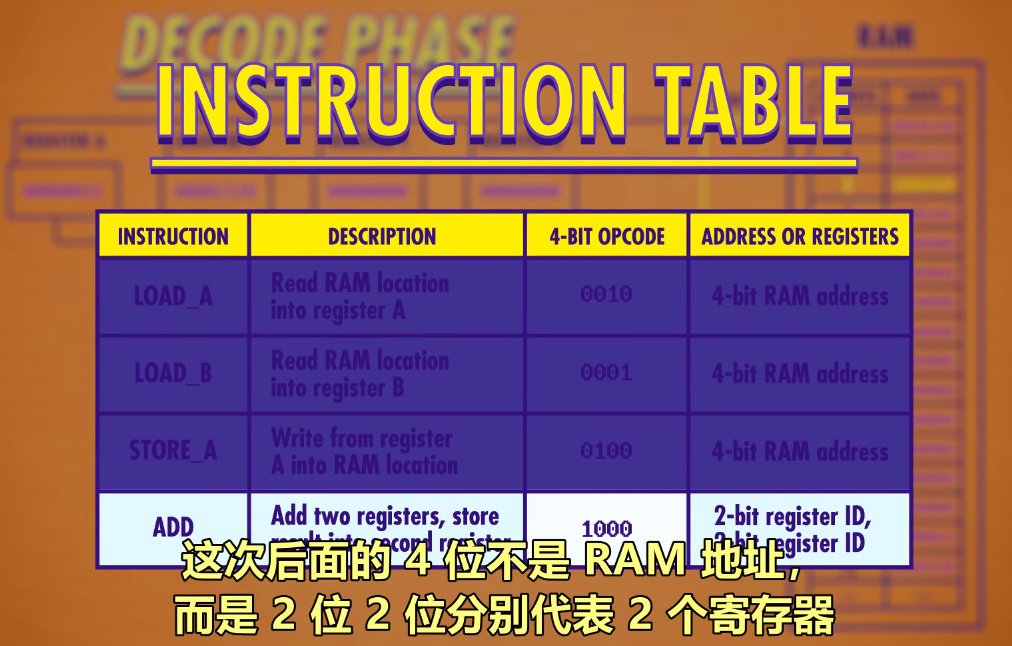 DECODE PHASE
RAM
INSTRUCTION TABLE
INSTRUCTION
DESCRIPTION
4-BIT OPCODE
ADDRESS OR REGISTERS
LOAD_A
Read RAM location
into register A
0010
4-bit RAM address
LOAD_B
Read RAM location
into register B
0001
4-bit RAM address
STORE_A
Write from register
A into RAM location
0100
4-bit RAM address
ADD
Add two registers, store
result into second register
1000
2-bit register ID,
2-bit register ID
这次后面的 4 位不是 RAM 地址，
而是 2 位 2 位分别代表 2 个寄存器